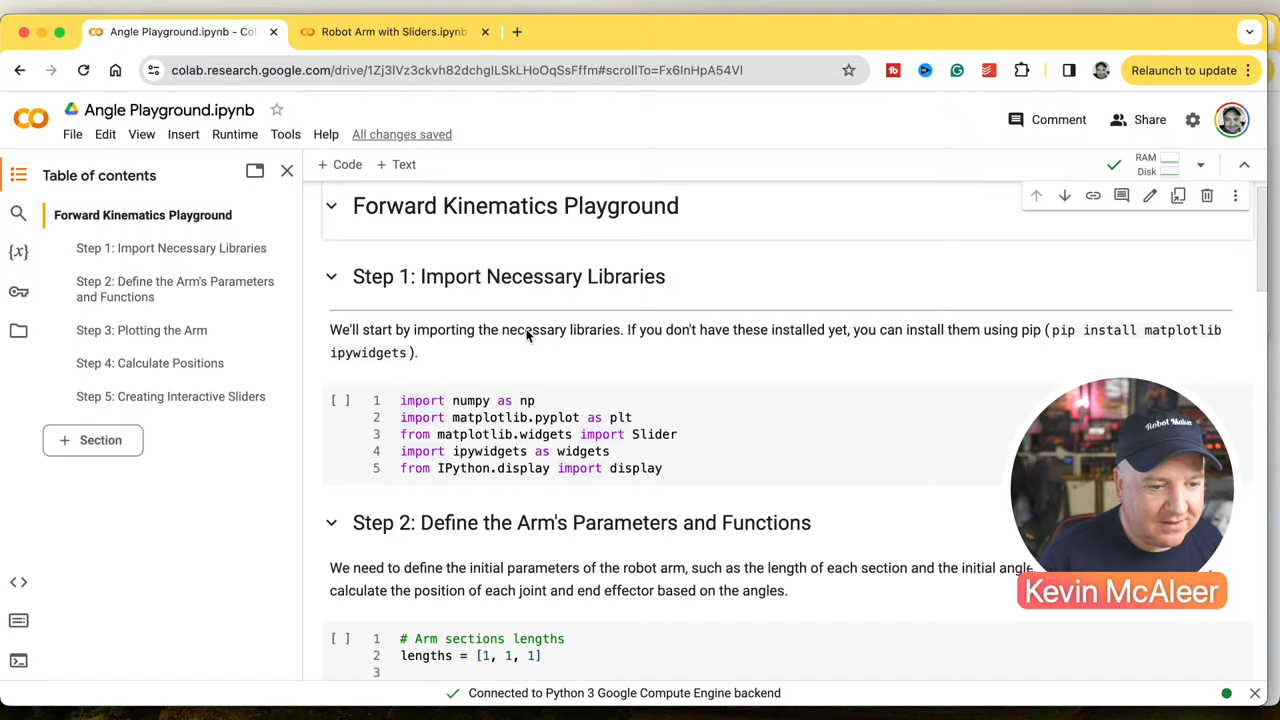 Angle Playground.ipynb - Col
Robot Arm with Sliders.ipynb
colab.research.google.com/drive/1Zj3lVz3ckvh82dchgILSkLHoOqSsFffm#scrollTo=Fx6InHpA54VI
Relaunch to update
Angle Playground.ipynb
File Edit View Insert Runtime Tools Help All changes saved
Comment Share
Table of contents
+ Code + Text
RAM
Disk
Forward Kinematics Playground
Step 1: Import Necessary Libraries
Step 2: Define the Arm's Parameters
and Functions
Step 3: Plotting the Arm
Step 4: Calculate Positions
Step 5: Creating Interactive Sliders
+ Section
Forward Kinematics Playground
Step 1: Import Necessary Libraries
We'll start by importing the necessary libraries. If you don't have these installed yet, you can install them using pip ( pip install matplotlib
ipywidgets ).
[ ] 1 import numpy as np
2 import matplotlib.pyplot as plt
3 from matplotlib.widgets import Slider
4 import ipywidgets as widgets
5 from IPython.display import display
Step 2: Define the Arm's Parameters and Functions
We need to define the initial parameters of the robot arm, such as the length of each section and the initial angle
calculate the position of each joint and end effector based on the angles.
[ ] 1 # Arm sections lengths
2 lengths = [1, 1, 1]
3
Robot Maker
Kevin McAleer
Connected to Python 3 Google Compute Engine backend